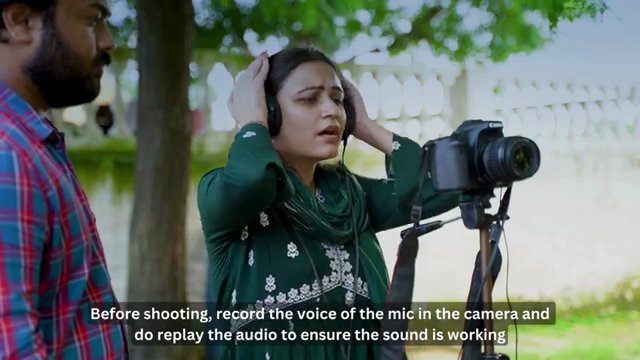 Canon
Before shooting, record the voice of the mic in the camera and
do replay the audio to ensure the sound is working